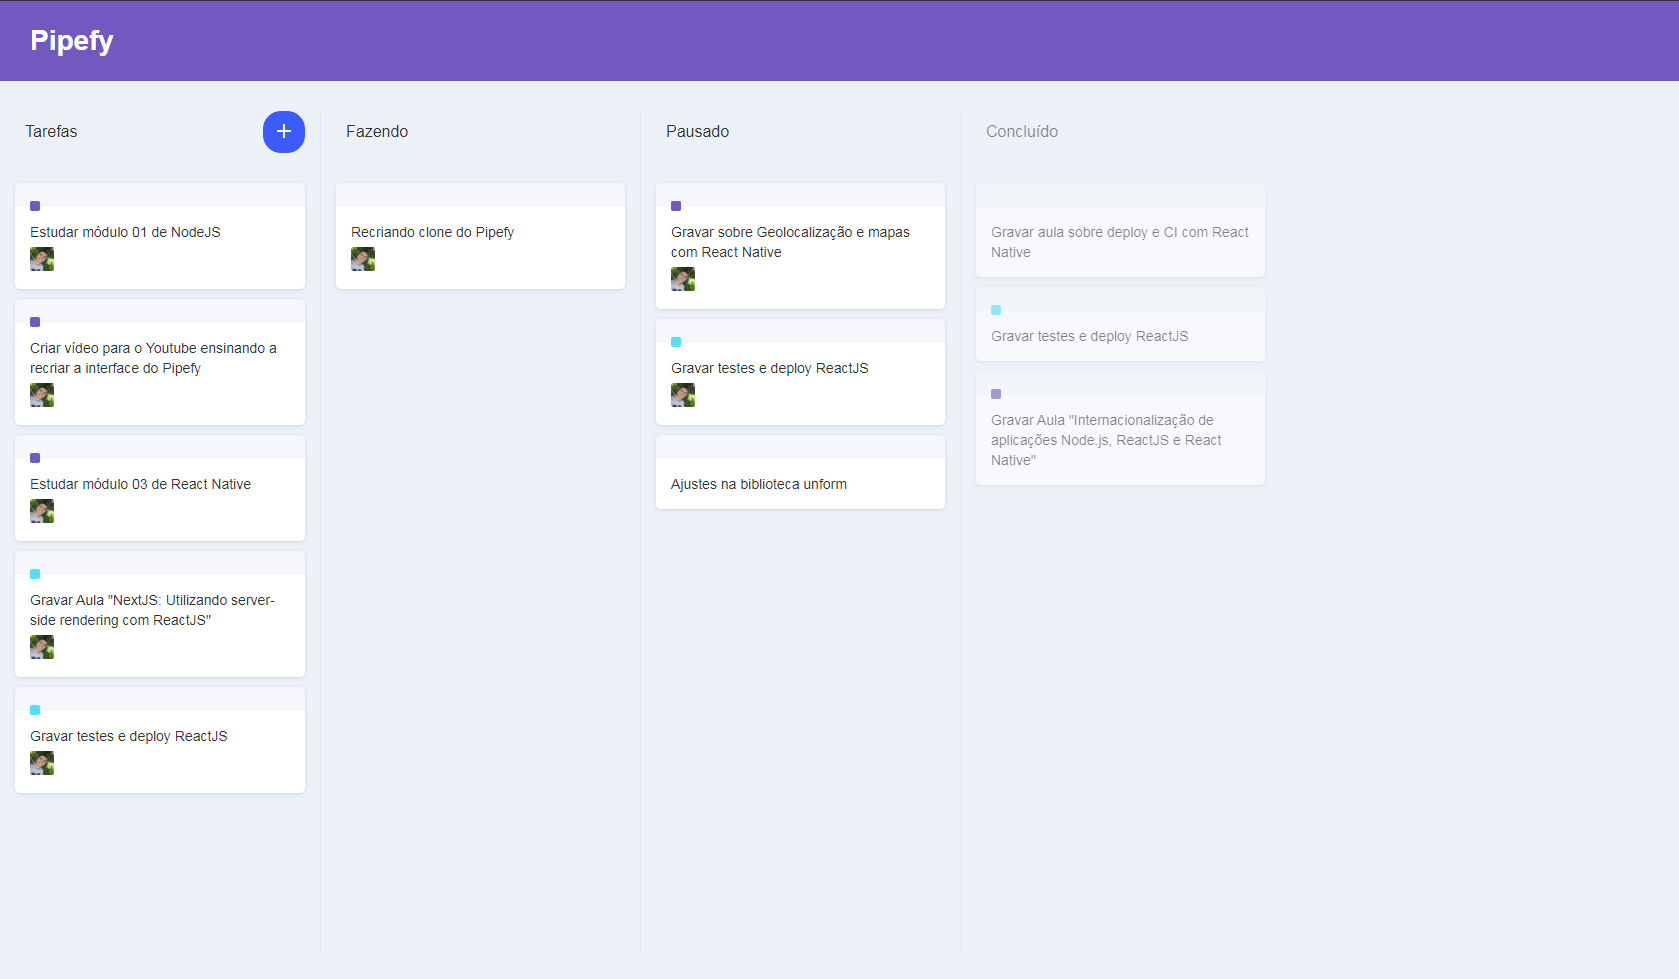 Pipefy
Tarefas
+
Estudar módulo 01 de NodeJS
Criar vídeo para o Youtube ensinando a
recriar a interface do Pipefy
Estudar módulo 03 de React Native
Gravar Aula "NextJS: Utilizando server-
side rendering com ReactJS"
Gravar testes e deploy ReactJS
Fazendo
Recriando clone do Pipefy
Pausado
Gravar sobre Geolocalização e mapas
com React Native
Gravar testes e deploy ReactJS
Ajustes na biblioteca unform
Concluído
Gravar aula sobre deploy e CI com React
Native
Gravar testes e deploy ReactJS
Gravar Aula "Internacionalização de
aplicações Node.js, ReactJS e React
Native"